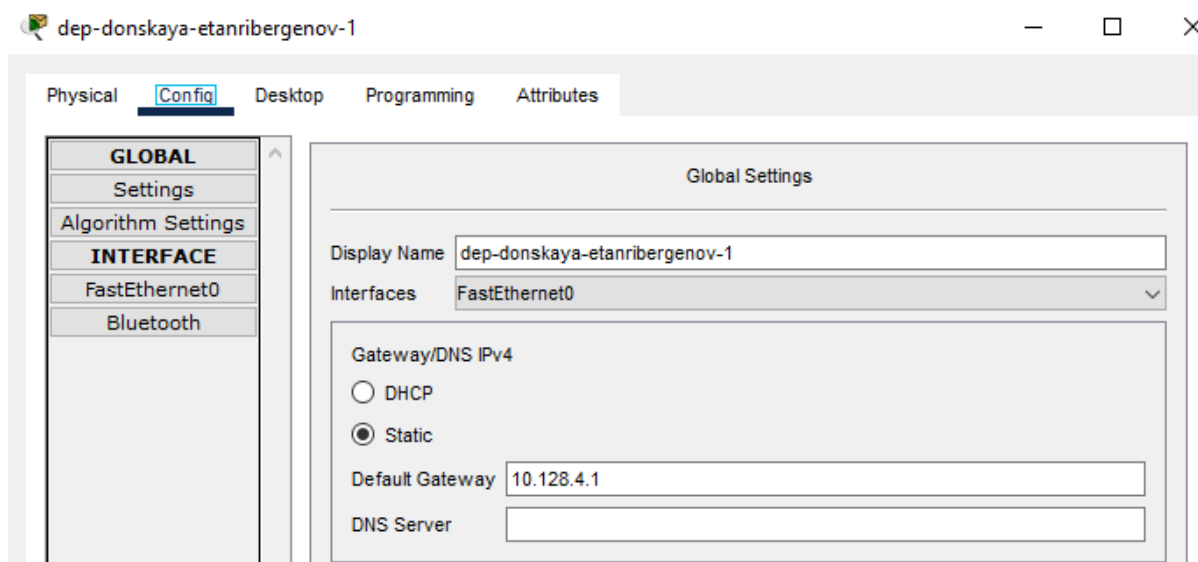 dep-donskaya-etanribergenov-1
Physical Config Desktop Programming Attributes
GLOBAL
Settings
Algorithm Settings
INTERFACE
FastEthernet0
Bluetooth
Global Settings
Display Name dep-donskaya-etanribergenov-1
Interfaces FastEthernet0
Gateway/DNS IPv4
DHCP
Static
Default Gateway 10.128.4.1
DNS Server